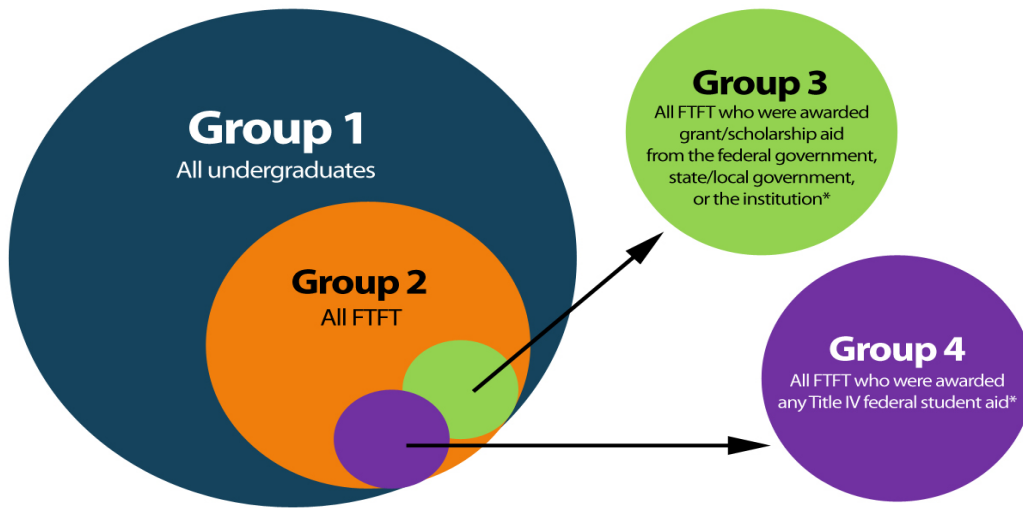 Group 1
All undergraduates
Group 2
All FTFT
Group 3
All FTFT who were awarded
grant/scholarship aid
from the federal government,
state/local government,
or the institution*
Group 4
All FTFT who were awarded
any Title IV federal student aid*